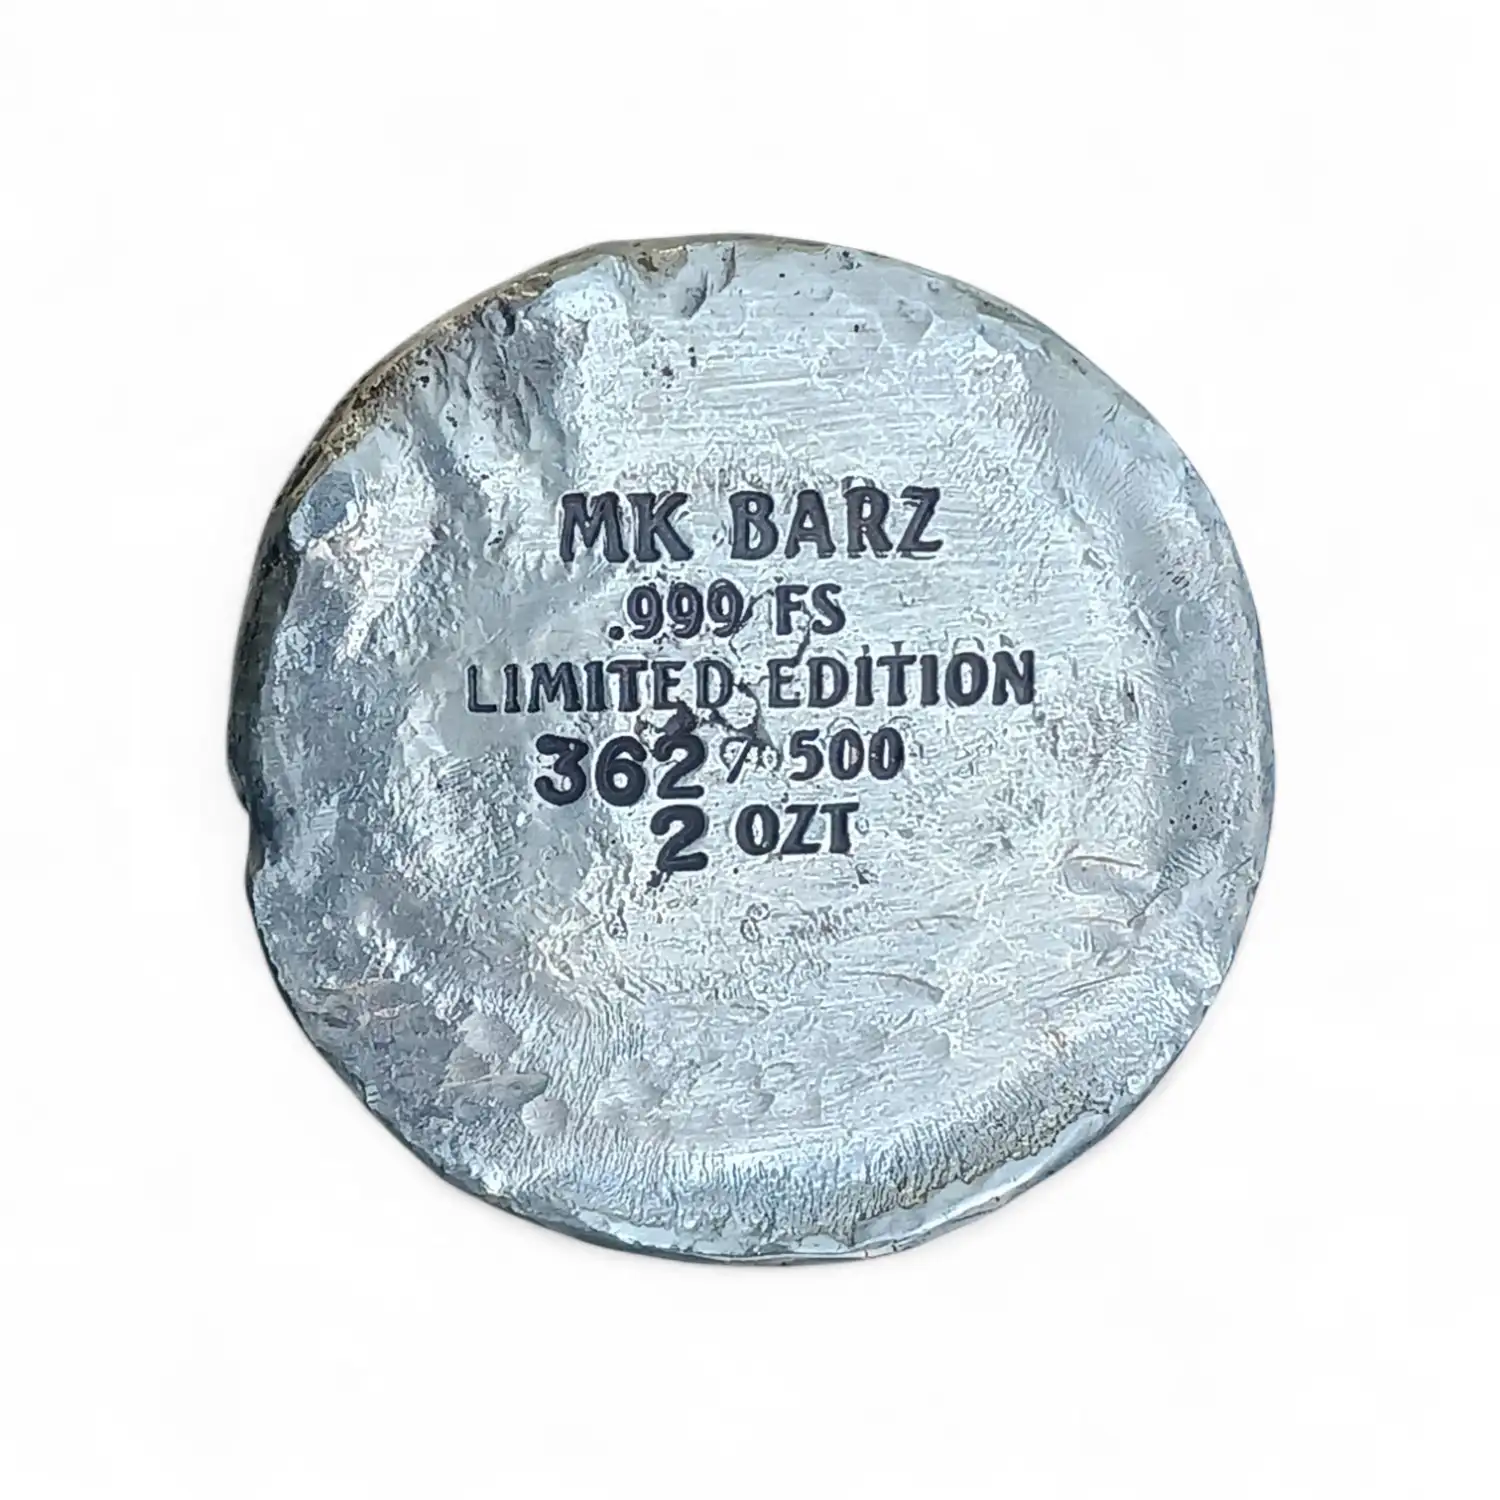 MK BARZ
.999 FS
LIMITED EDITION
362 / 500
2 OZT